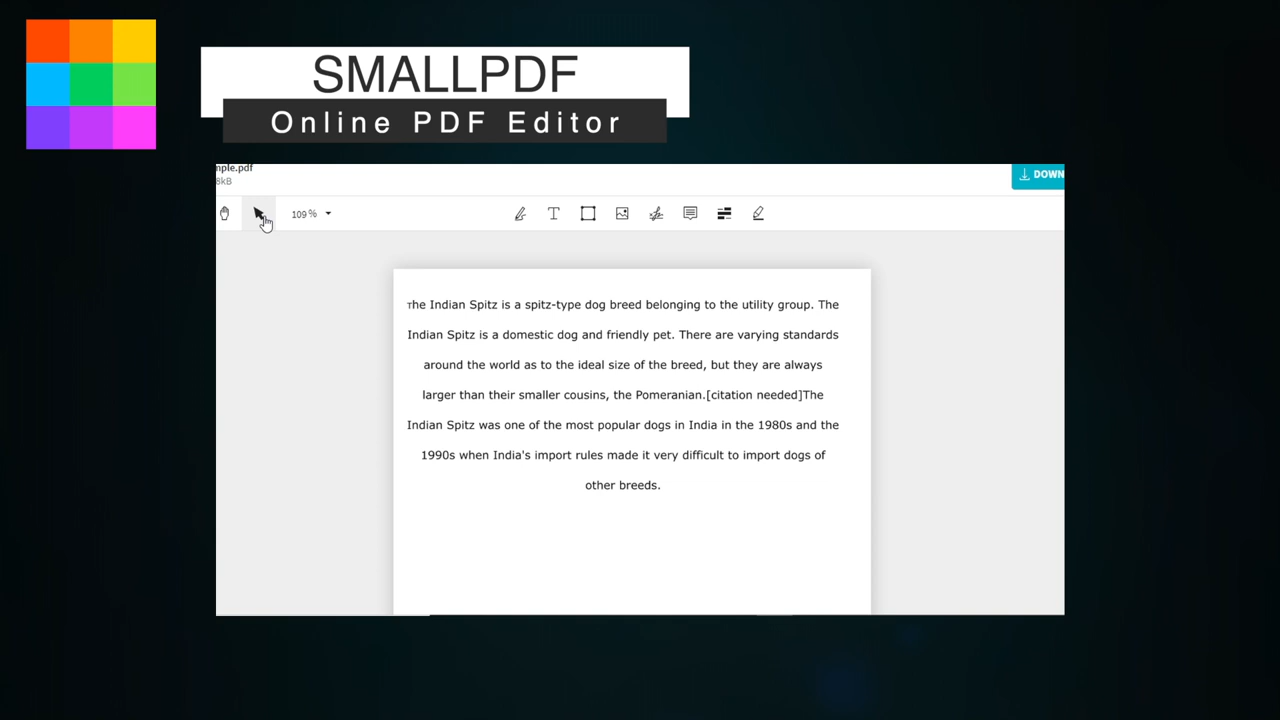 SMALLPDF
Online PDF Editor
mple.pdf
8kB
DOWN
109%
The Indian Spitz is a spitz-type dog breed belonging to the utility group. The
Indian Spitz is a domestic dog and friendly pet. There are varying standards
around the world as to the ideal size of the breed, but they are always
larger than their smaller cousins, the Pomeranian.[citation needed]The
Indian Spitz was one of the most popular dogs in India in the 1980s and the
1990s when India's import rules made it very difficult to import dogs of
other breeds.